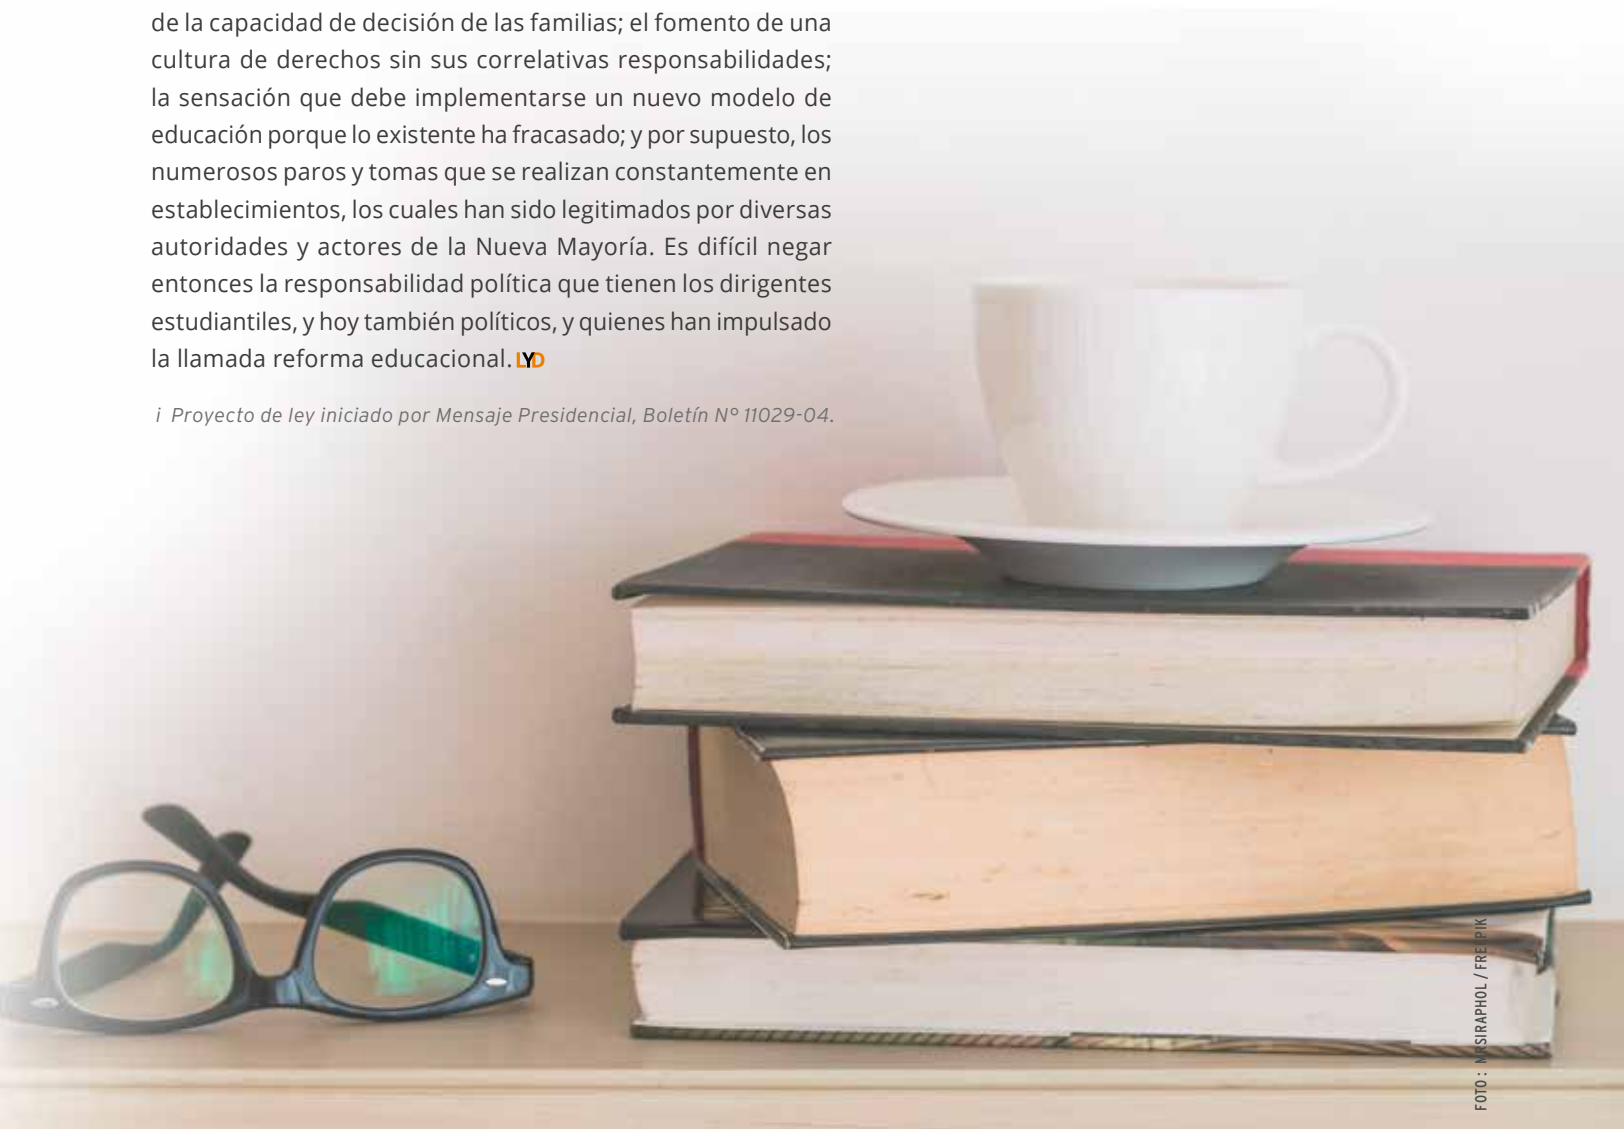 de la capacidad de decisión de las familias; el fomento de una
cultura de derechos sin sus correlativas responsabilidades;
la sensación que debe implementarse un nuevo modelo de
educación porque lo existente ha fracasado; y por supuesto, los
numerosos paros y tomas que se realizan constantemente en
establecimientos, los cuales han sido legitimados por diversas
autoridades y actores de la Nueva Mayoría. Es difícil negar
entonces la responsabilidad política que tienen los dirigentes
estudiantiles, y hoy también políticos, y quienes han impulsado
la llamada reforma educacional. LYD
i Proyecto de ley iniciado por Mensaje Presidencial, Boletín Nº 11029-04.
FOTO : MRSIRAPHOL / FREEPIK